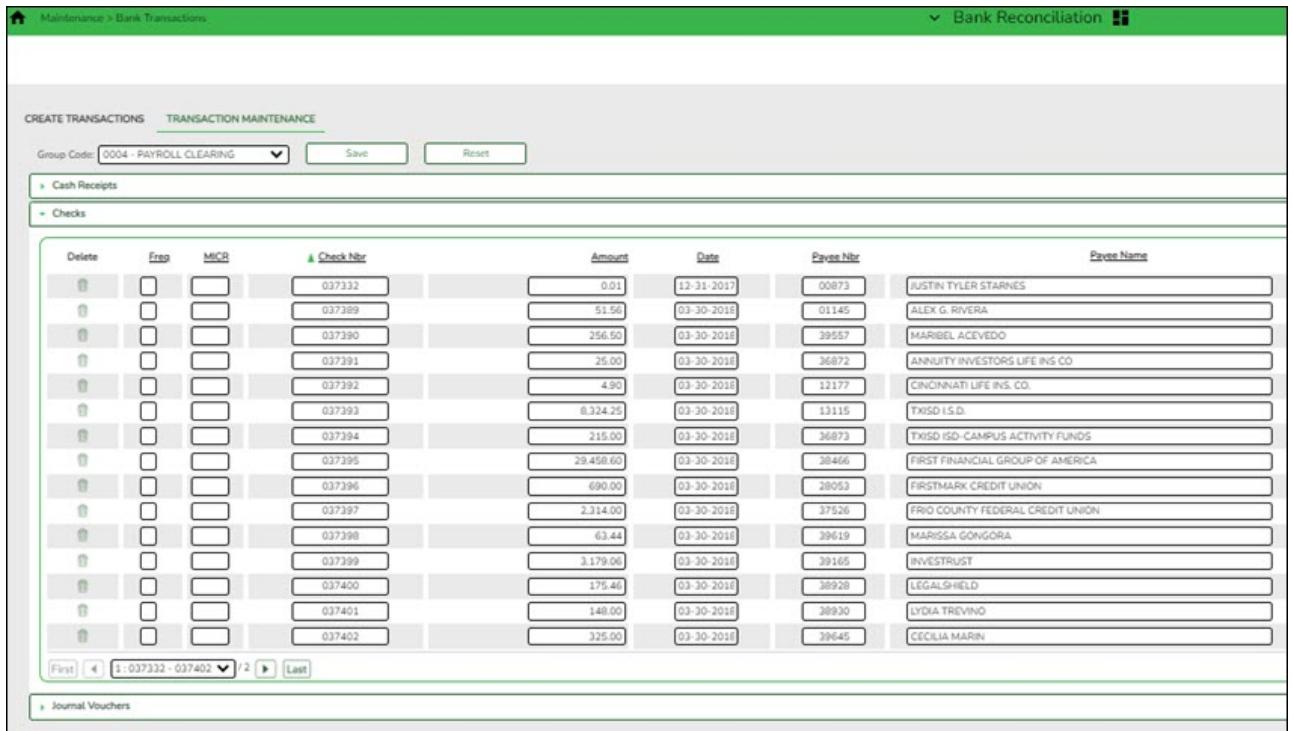 Maintenance > Bank Transactions Bank Reconciliation
CREATE TRANSACTIONS TRANSACTION MAINTENANCE
Group Code: 0004 - PAYROLL CLEARING Save Reset
Cash Receipts
Checks
Delete Freq MICR Check Nbr Amount Date Payee Nbr Payee Name
037332 0.01 12-31-2017 00873 JUSTIN TYLER STARNES
037389 51.56 03-30-2018 01145 ALEX G. RIVERA
037390 256.50 03-30-2018 39557 MARIBEL ACEVEDO
037391 25.00 03-30-2018 36872 ANNUITY INVESTORS LIFE INS CO
037392 4.90 03-30-2018 12177 CINCINNATI LIFE INS. CO.
037393 8,324.25 03-30-2018 13115 TXISD I.S.D.
037394 215.00 03-30-2018 36873 TXISD ISD-CAMPUS ACTIVITY FUNDS
037395 29,458.60 03-30-2018 38466 FIRST FINANCIAL GROUP OF AMERICA
037396 690.00 03-30-2018 28053 FIRSTMARK CREDIT UNION
037397 2,314.00 03-30-2018 37526 FRIO COUNTY FEDERAL CREDIT UNION
037398 63.44 03-30-2018 39619 MARISSA GONGORA
037399 3,179.06 03-30-2018 39165 INVESTRUST
037400 175.46 03-30-2018 38928 LEGALSHIELD
037401 148.00 03-30-2018 38930 LYDIA TREVINO
037402 325.00 03-30-2018 39645 CECILIA MARIN
First 1 : 037332 - 037402 / 2 Last
Journal Vouchers